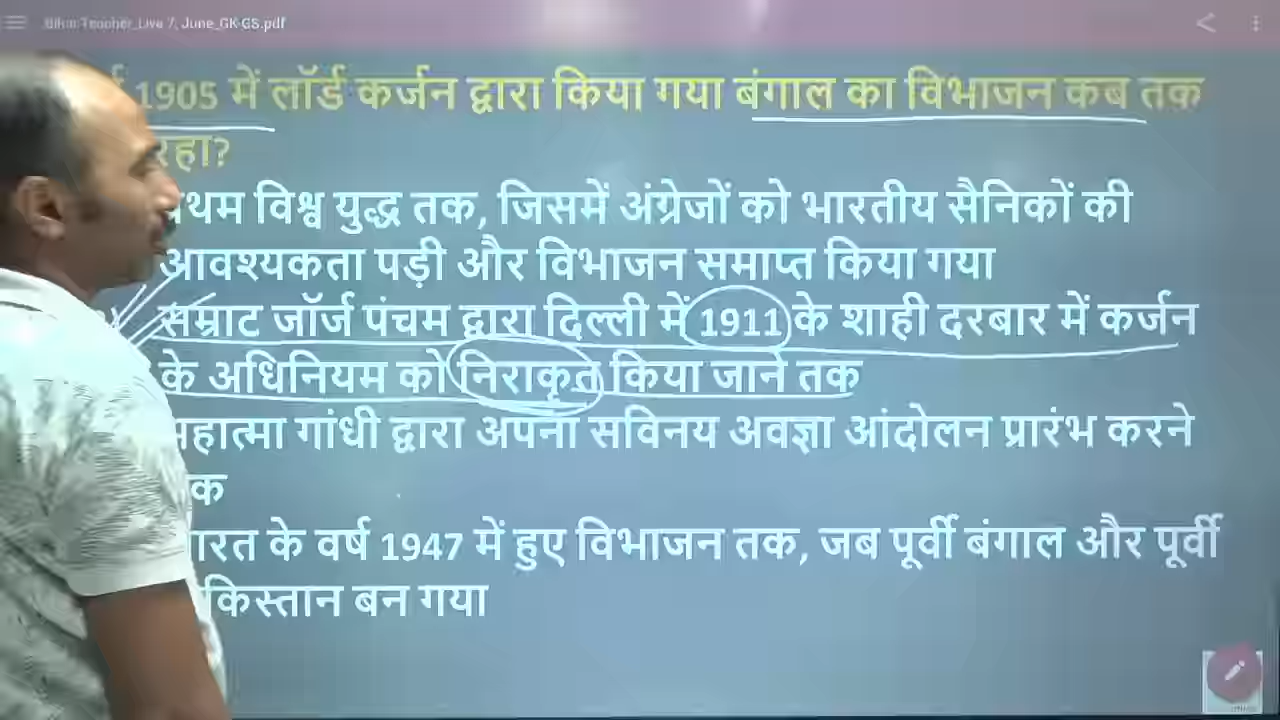 Bihar Teacher_Live 7, June_GK-GS.pdf
1905 में लॉर्ड कर्जन द्वारा किया गया बंगाल का विभाजन कब तक
रहा?
प्रथम विश्व युद्ध तक, जिसमें अंग्रेजों को भारतीय सैनिकों की
आवश्यकता पड़ी और विभाजन समाप्त किया गया
सम्राट जॉर्ज पंचम द्वारा दिल्ली में 1911 के शाही दरबार में कर्जन
के अधिनियम को निराकृत किया जाने तक
महात्मा गांधी द्वारा अपना सविनय अवज्ञा आंदोलन प्रारंभ करने
तक
भारत के वर्ष 1947 में हुए विभाजन तक, जब पूर्वी बंगाल और पूर्वी
पाकिस्तान बन गया